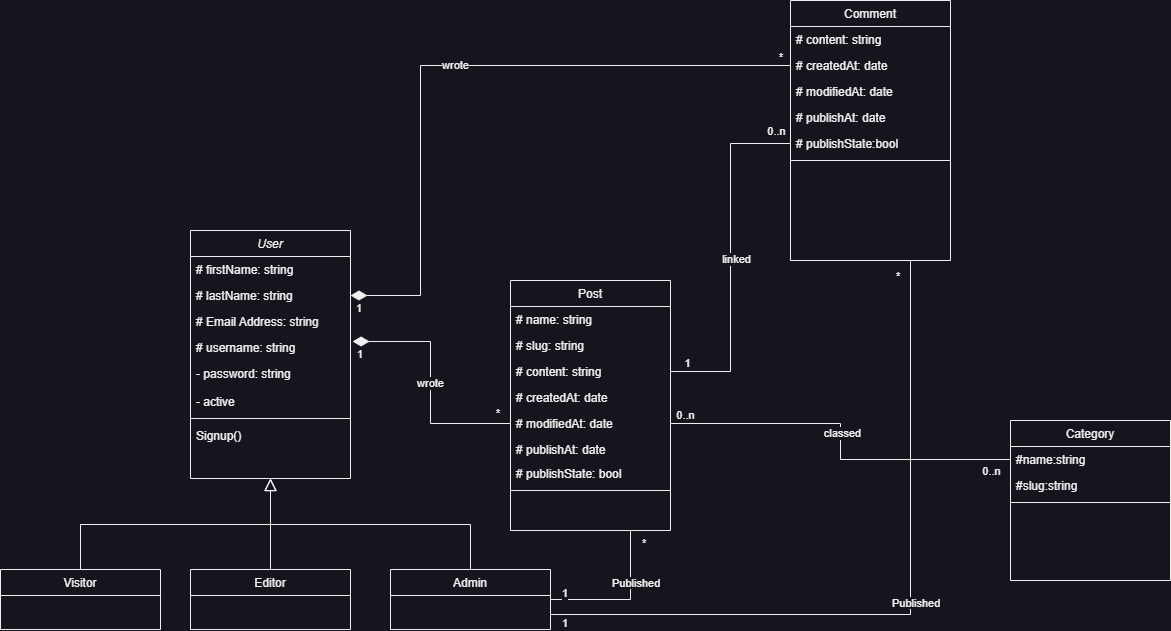 Comment
# content: string
# createdAt: date
# modifiedAt: date
# publishAt: date
# publishState:bool
wrote
*
0..n
linked
*
User
# firstName: string
# lastName: string
# Email Address: string
# username: string
- password: string
- active
Signup()
1
1
wrote
*
Post
# name: string
# slug: string
# content: string
# createdAt: date
# modifiedAt: date
# publishAt: date
# publishState: bool
1
0..n
classed
0..n
Category
#name:string
#slug:string
*
Published
1
Published
1
Visitor
Editor
Admin